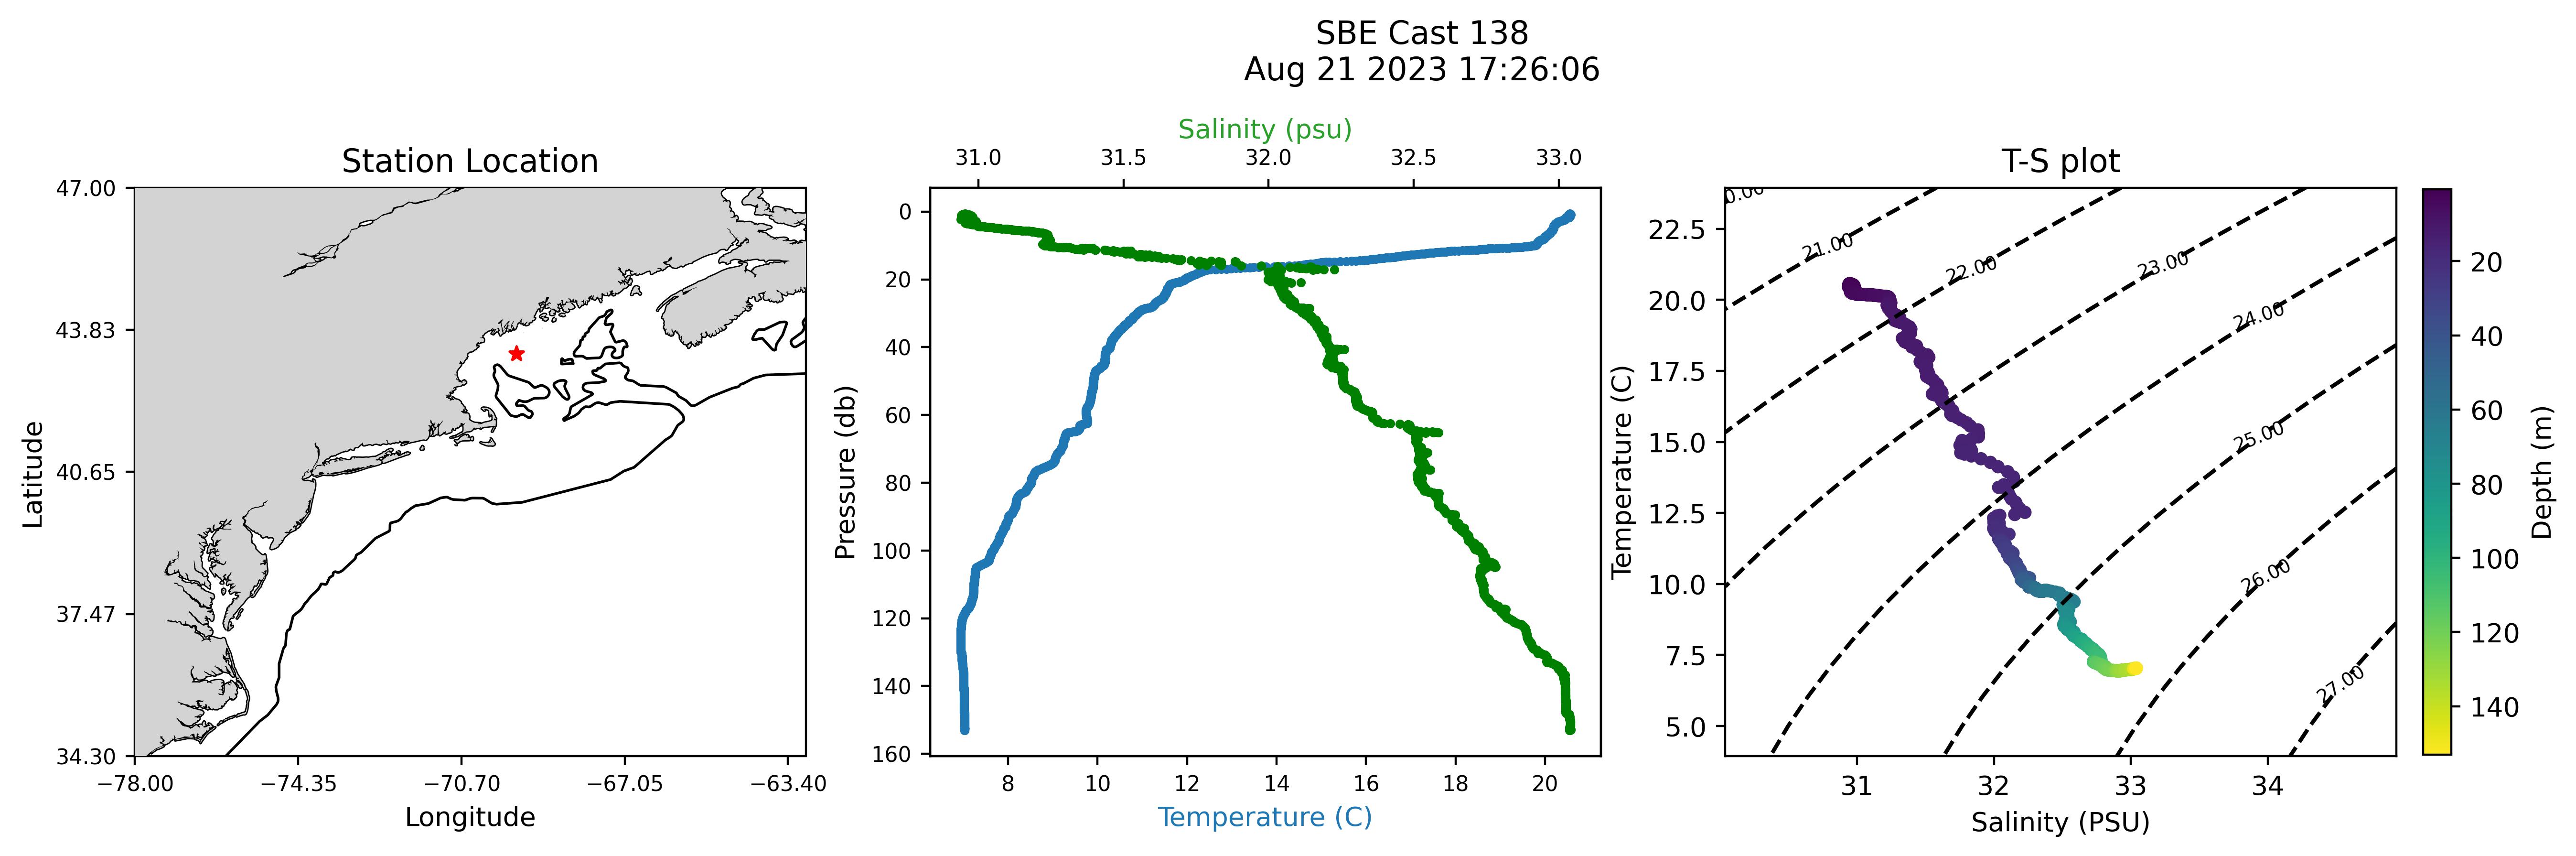 SBE Cast 138
Aug 21 2023 17:26:06
Station Location
47.00
43.83
40.65
37.47
34.30
Latitude
−78.00 −74.35 −70.70 −67.05 −63.40
Longitude
Salinity (psu)
31.0 31.5 32.0 32.5 33.0
0
20
40
60
80
100
120
140
160
Pressure (db)
8 10 12 14 16 18 20
Temperature (C)
T-S plot
22.5
20.0
17.5
15.0
12.5
10.0
7.5
5.0
Temperature (C)
0.00
21.00
22.00
23.00
24.00
25.00
26.00
27.00
31 32 33 34
Salinity (PSU)
20
40
60
80
100
120
140
Depth (m)